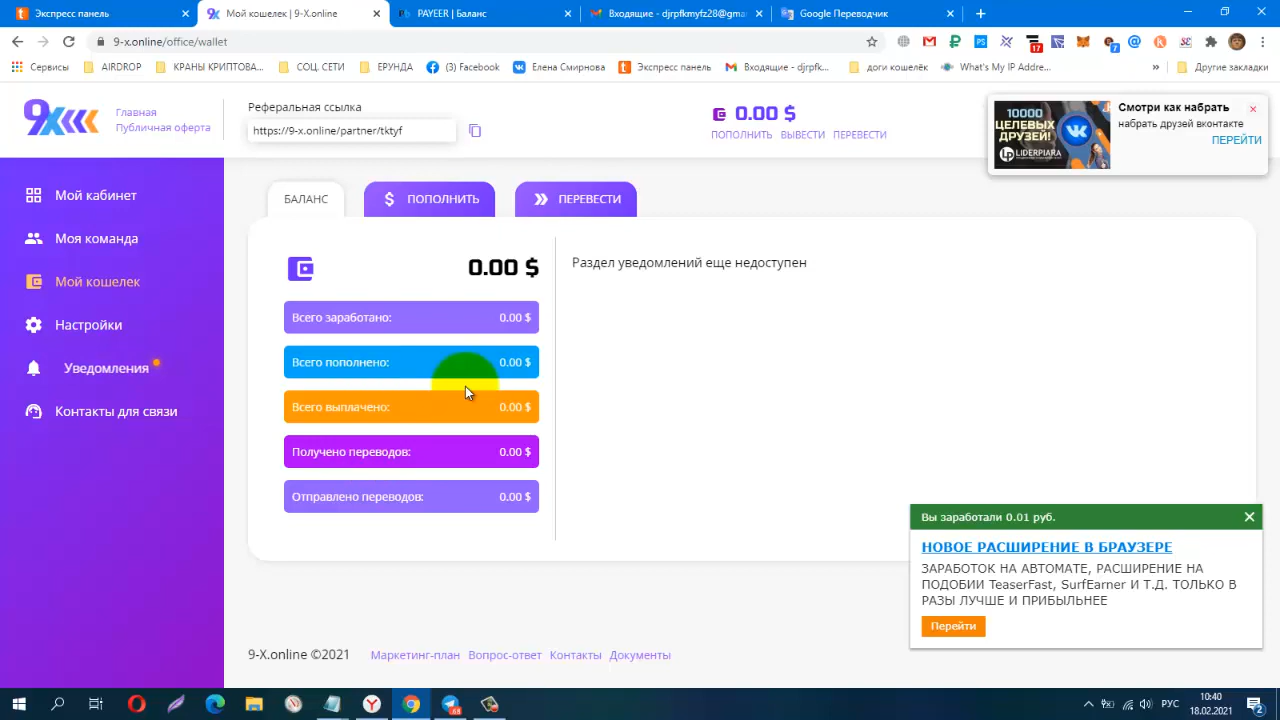 Экспресс панель
Мой кошелек | 9-X.online
PAYEER | Баланс
Входящие - djrpfkmyfz28@gma
Google Переводчик
9-x.online/office/wallet
17
7
Сервисы
AIRDROP
КРАНЫ КРИПТОВА...
СОЦ. СЕТИ
ЕРУНДА
(3) Facebook
Елена Смирнова
Экспресс панель
Входящие - djrpfk...
доги кошелёк
What's My IP Addre...
»
Другие закладки
9X
Главная
Публичная оферта
Реферальная ссылка
https://9-x.online/partner/tktyf
0.00 $
ПОПОЛНИТЬ ВЫВЕСТИ ПЕРЕВЕСТИ
10000
ЦЕЛЕВЫХ
ДРУЗЕЙ!
LIDERPIARA
Смотри как набрать
набрать друзей вконтакте
ПЕРЕЙТИ
Мой кабинет
Моя команда
Мой кошелек
Настройки
Уведомления
Контакты для связи
БАЛАНС
$ ПОПОЛНИТЬ
ПЕРЕВЕСТИ
0.00 $
Всего заработано: 0.00 $
Всего пополнено: 0.00 $
Всего выплачено: 0.00 $
Получено переводов: 0.00 $
Отправлено переводов: 0.00 $
Раздел уведомлений еще недоступен
Вы заработали 0.01 руб.
НОВОЕ РАСШИРЕНИЕ В БРАУЗЕРЕ
ЗАРАБОТОК НА АВТОМАТЕ, РАСШИРЕНИЕ НА
ПОДОБИИ TeaserFast, SurfEarner И Т.Д. ТОЛЬКО В
РАЗЫ ЛУЧШЕ И ПРИБЫЛЬНЕЕ
Перейти
9-X.online ©2021
Маркетинг-план
Вопрос-ответ
Контакты
Документы
РУС
10:40
18.02.2021
2